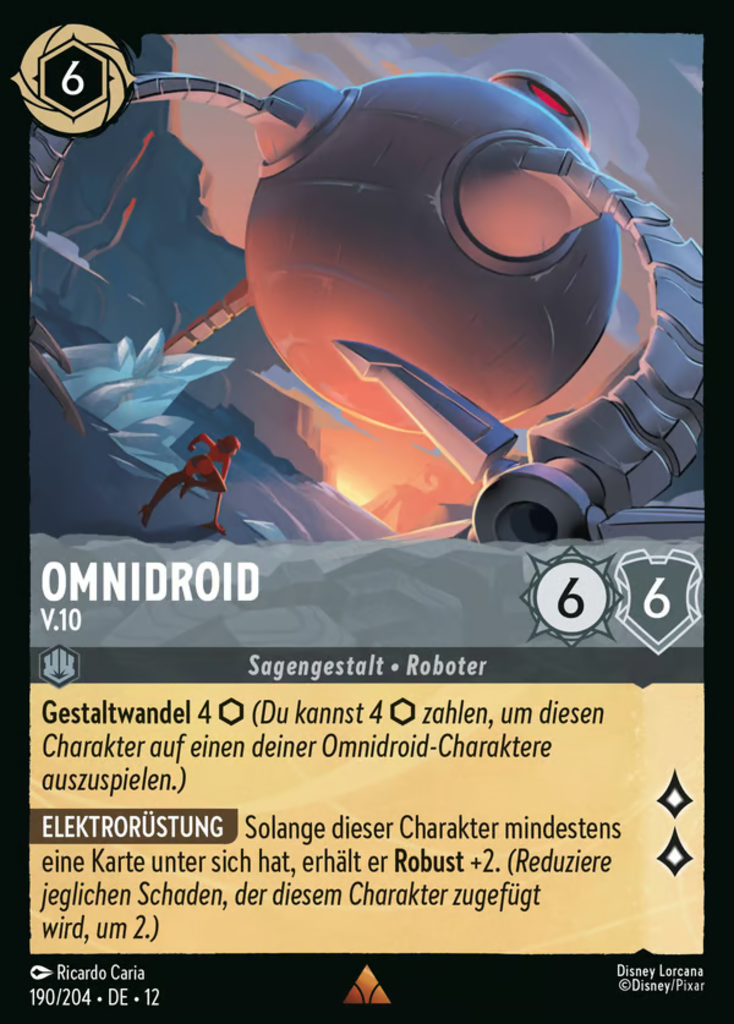 6
OMNIDROID
V.10
6 6
Sagengestalt • Roboter
Gestaltwandel 4 ⬡ (Du kannst 4 ⬡ zahlen, um diesen
Charakter auf einen deiner Omnidroid-Charaktere
auszuspielen.)
ELEKTRORÜSTUNG Solange dieser Charakter mindestens
eine Karte unter sich hat, erhält er Robust +2. (Reduziere
jeglichen Schaden, der diesem Charakter zugefügt
wird, um 2.)
Ricardo Caria
190/204 • DE • 12
Disney Lorcana
©Disney/Pixar